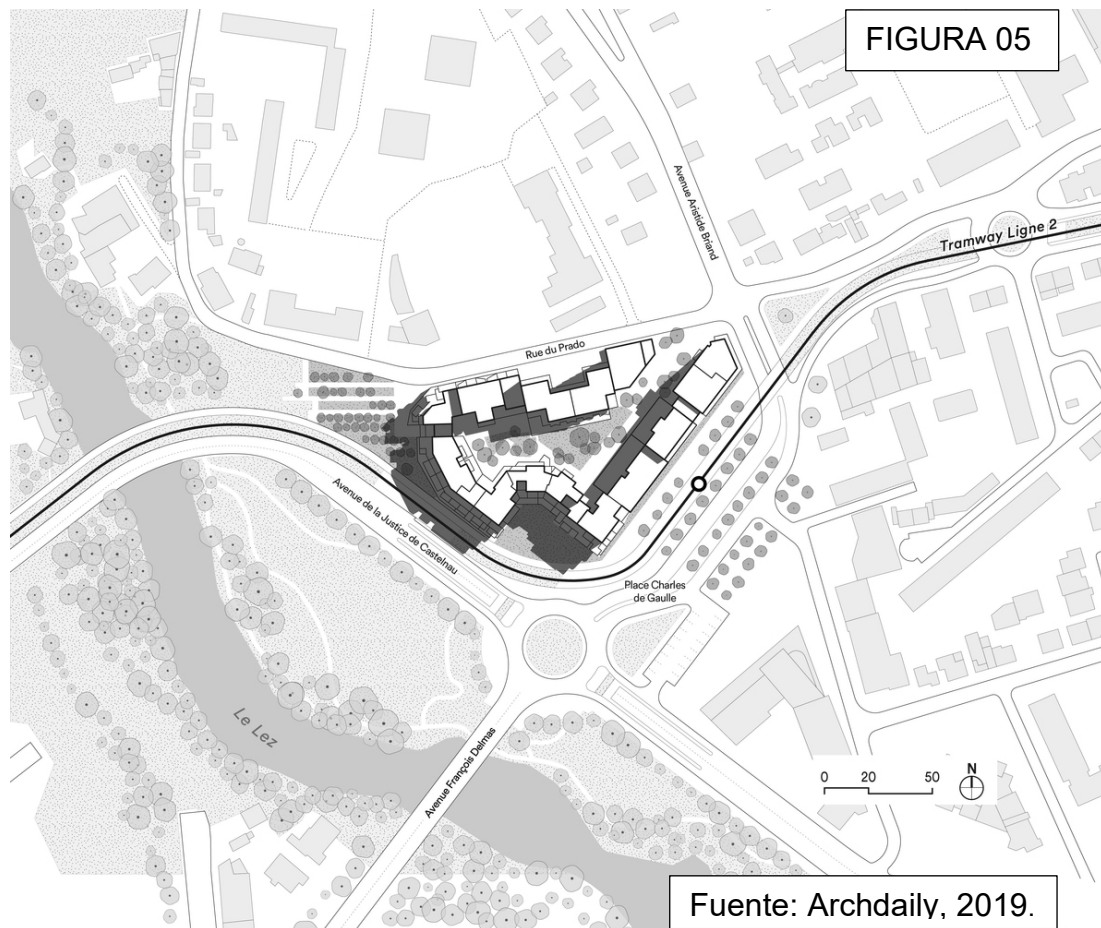 FIGURA 05
Avenue Aristide Briand
Tramway Ligne 2
Rue du Prado
Avenue de la Justice de Castelnau
Place Charles
de Gaulle
Le Lez
Avenue François Delmas
0 20 50 N
Fuente: Archdaily, 2019.